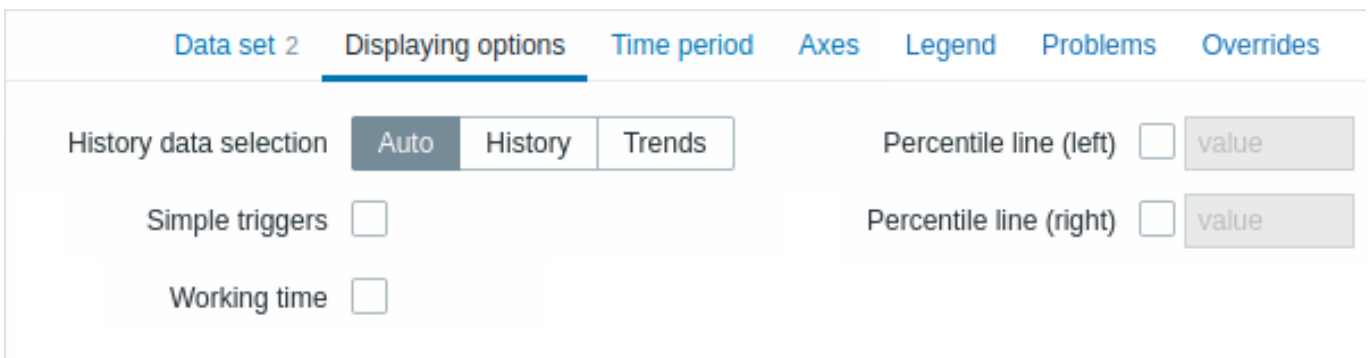 Data set 2 Displaying options Time period Axes Legend Problems Overrides
History data selection Auto History Trends Percentile line (left) value
Simple triggers Percentile line (right) value
Working time